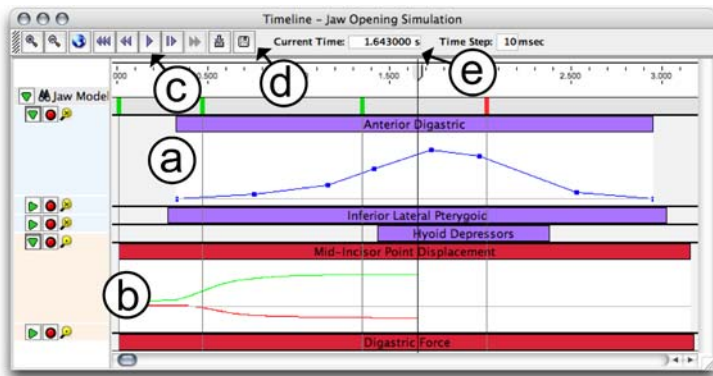 Timeline - Jaw Opening Simulation
Current Time: 1.643000 s Time Step: 10 msec
.000 0.500 1.500 2.500 3.000
c
d
e
Jaw Model
Anterior Digastric
a
Inferior Lateral Pterygoic
Hyoid Depressors
Mid-Incisor Point Displacement
b
Digastric Force